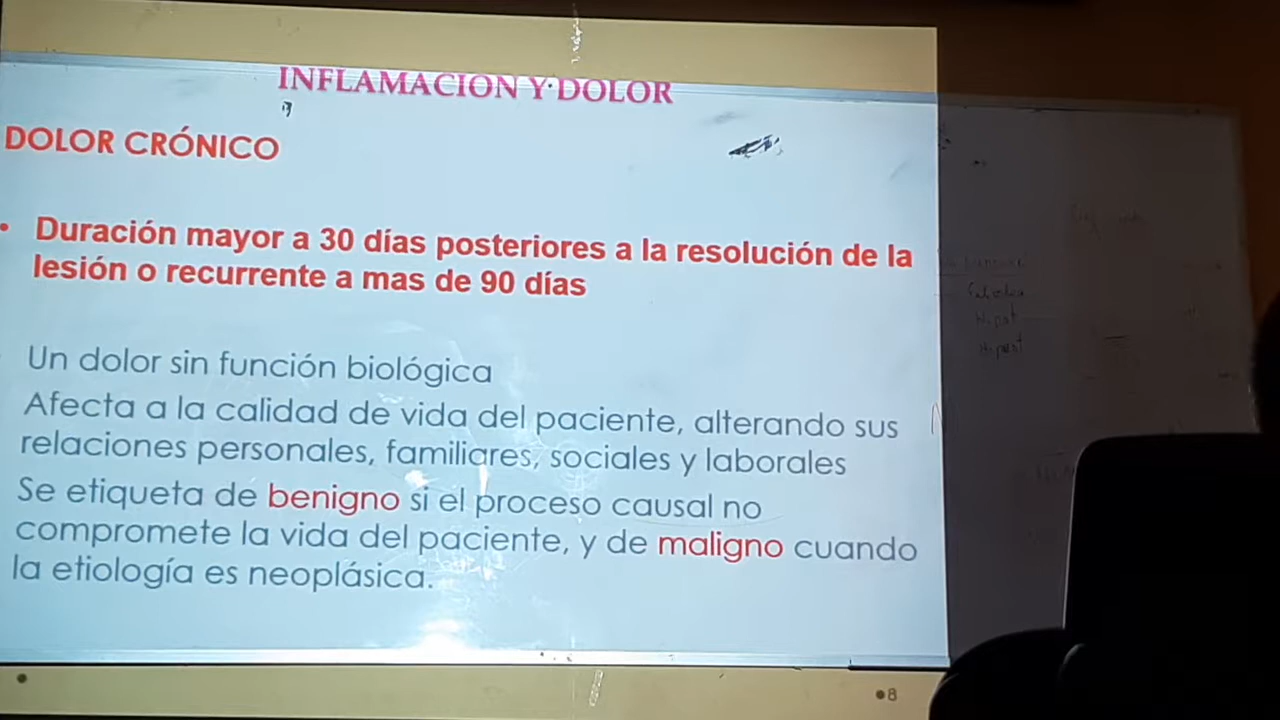 INFLAMACION Y DOLOR
DOLOR CRÓNICO
• Duración mayor a 30 días posteriores a la resolución de la
lesión o recurrente a mas de 90 días
Un dolor sin función biológica
Afecta a la calidad de vida del paciente, alterando sus
relaciones personales, familiares, sociales y laborales
Se etiqueta de benigno si el proceso causal no
compromete la vida del paciente, y de maligno cuando
la etiología es neoplásica.
8